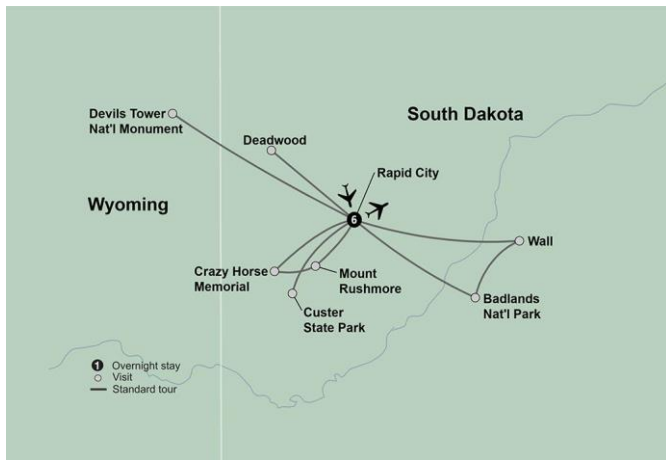 Devils Tower
Nat'l Monument
Deadwood
South Dakota
Rapid City
Wyoming
6
Wall
Crazy Horse
Memorial
Mount
Rushmore
Custer
State Park
Badlands
Nat'l Park
1 Overnight stay
Visit
Standard tour